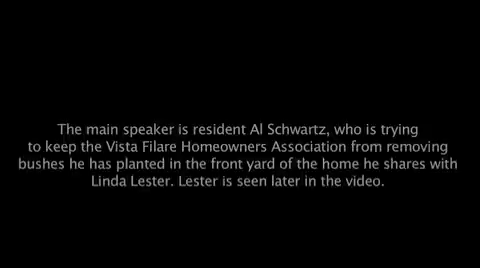 The main speaker is resident Al Schwartz, who is trying
to keep the Vista Filare Homeowners Association from removing
bushes he has planted in the front yard of the home he shares with
Linda Lester. Lester is seen later in the video.